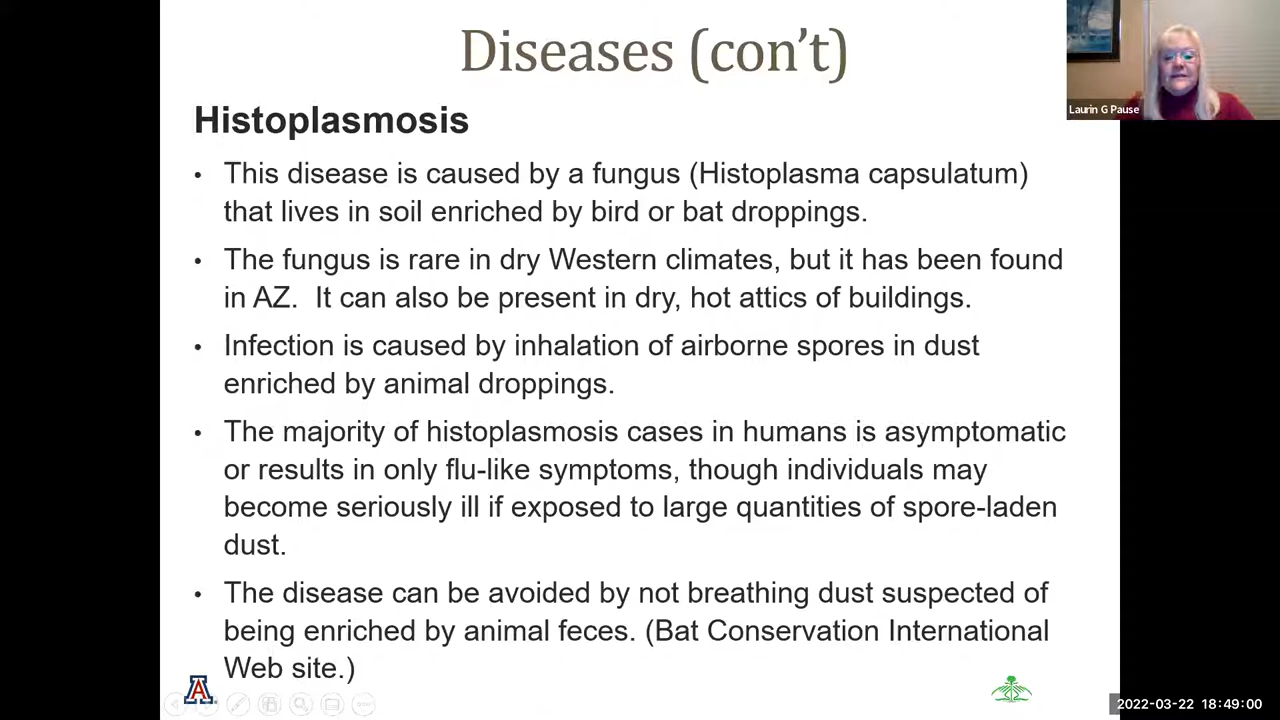 Diseases (con’t)
Laurin G Pause
Histoplasmosis
• This disease is caused by a fungus (Histoplasma capsulatum)
that lives in soil enriched by bird or bat droppings.
• The fungus is rare in dry Western climates, but it has been found
in AZ.  It can also be present in dry, hot attics of buildings.
• Infection is caused by inhalation of airborne spores in dust
enriched by animal droppings.
• The majority of histoplasmosis cases in humans is asymptomatic
or results in only flu-like symptoms, though individuals may
become seriously ill if exposed to large quantities of spore-laden
dust.
• The disease can be avoided by not breathing dust suspected of
being enriched by animal feces. (Bat Conservation International
Web site.)
A
2022-03-22 18:49:00